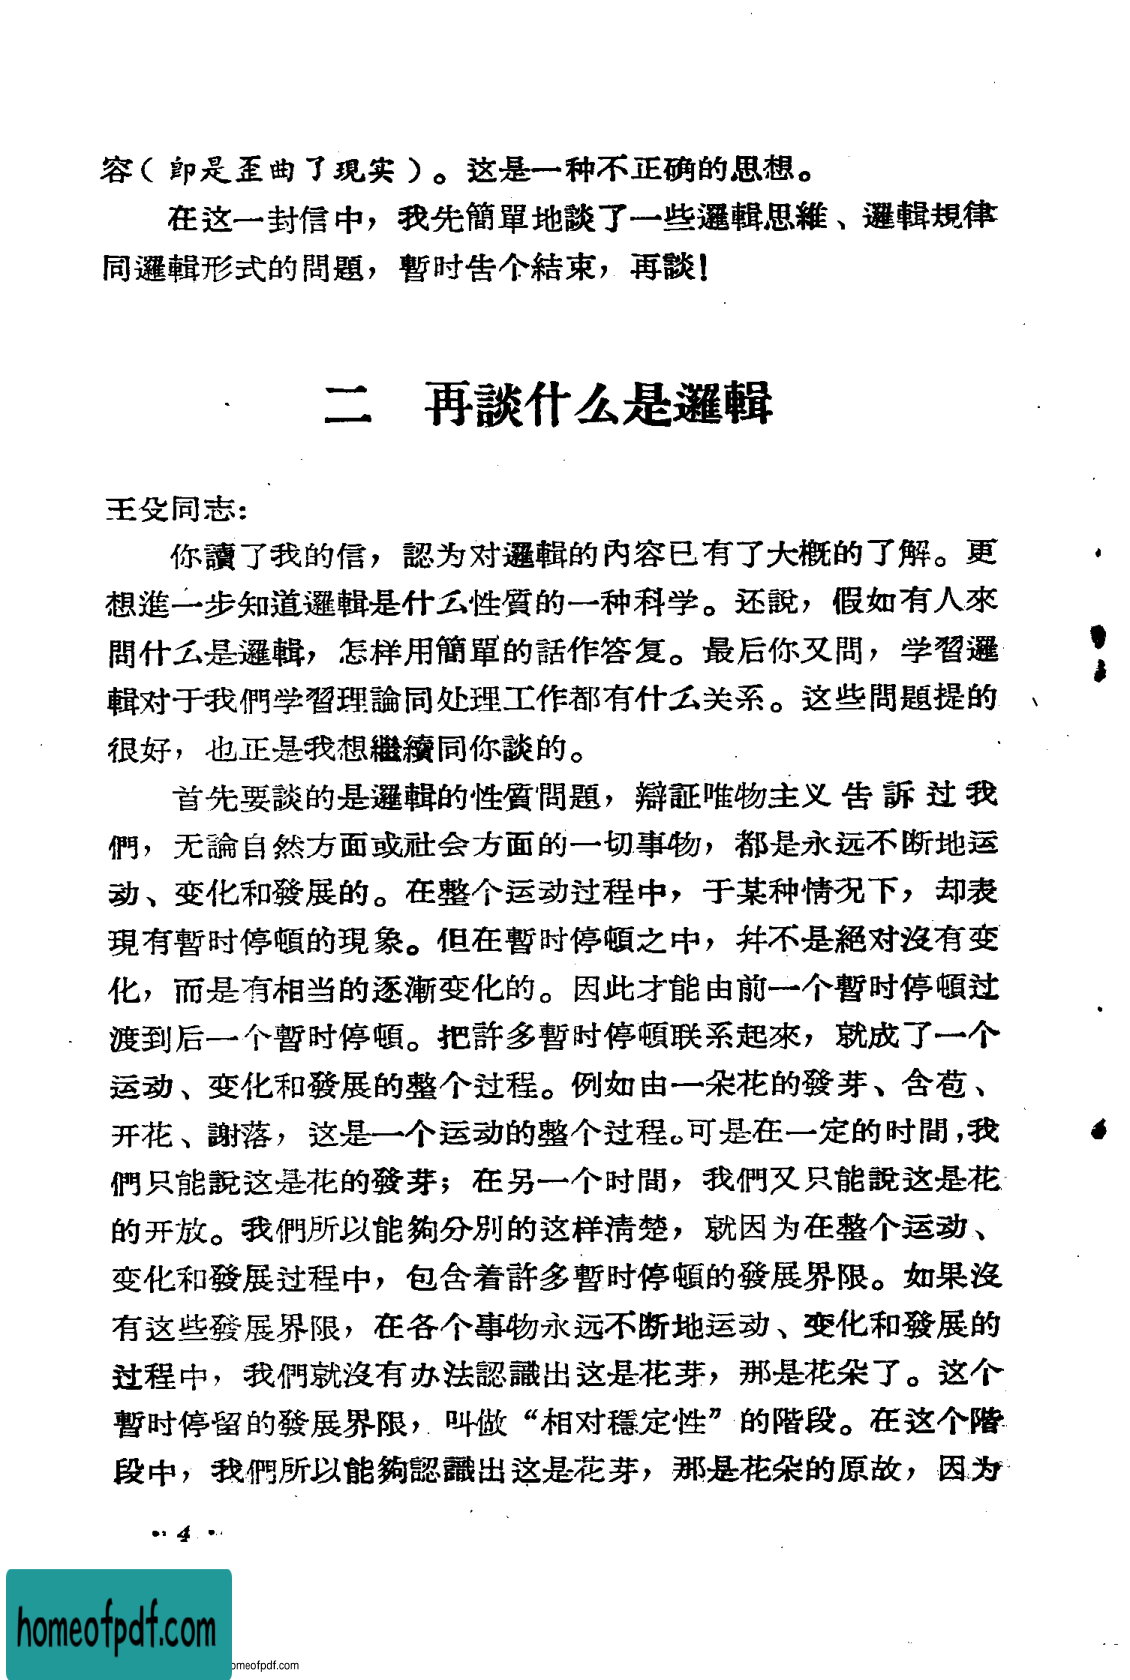 容（即是歪曲了現实）。这是一种不正确的思想。
在这一封信中，我先簡單地談了一些邏輯思維、邏輯規律
同邏輯形式的問題，暫时告个結束，再談！
二　再談什么是邏輯
王殳同志：
你讀了我的信，認为对邏輯的内容已有了大概的了解。更
想進一步知道邏輯是什么性質的一种科学。还說，假如有人來
問什么是邏輯，怎样用簡單的話作答复。最后你又問，学習邏
輯对于我們学習理論同处理工作都有什么关系。这些問題提的
很好，也正是我想繼續同你談的。
首先要談的是邏輯的性質問題，辯証唯物主义告訴过我
們，无論自然方面或社会方面的一切事物，都是永远不断地运
动、变化和發展的。在整个运动过程中，于某种情况下，却表
現有暫时停頓的現象。但在暫时停頓之中，幷不是絕对沒有变
化，而是有相当的逐漸变化的。因此才能由前一个暫时停頓过
渡到后一个暫时停頓。把許多暫时停頓联系起來，就成了一个
运动、变化和發展的整个过程。例如由一朵花的發芽、含苞、
开花、謝落，这是一个运动的整个过程。可是在一定的时間，我
們只能說这是花的發芽；在另一个时間，我們又只能說这是花
的开放。我們所以能夠分別的这样清楚，就因为在整个运动、
变化和發展过程中，包含着許多暫时停頓的發展界限。如果沒
有这些發展界限，在各个事物永远不断地运动、变化和發展的
过程中，我們就沒有办法認識出这是花芽，那是花朵了。这个
暫时停留的發展界限，叫做“相对穩定性”的階段。在这个階
段中，我們所以能夠認識出这是花芽，那是花朵的原故，因为
· 4 ·
homeofpdf.com
omeofpdf.com